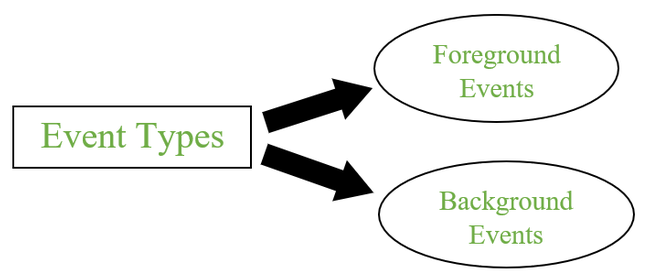 Event Types
Foreground
Events
Background
Events